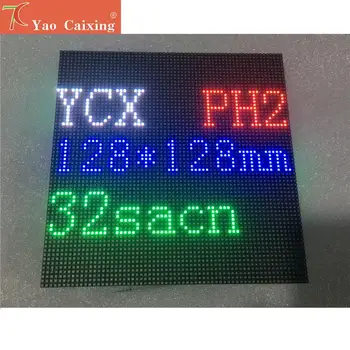 Yao Caixing
YCX PH2
128*128mm
32sacn